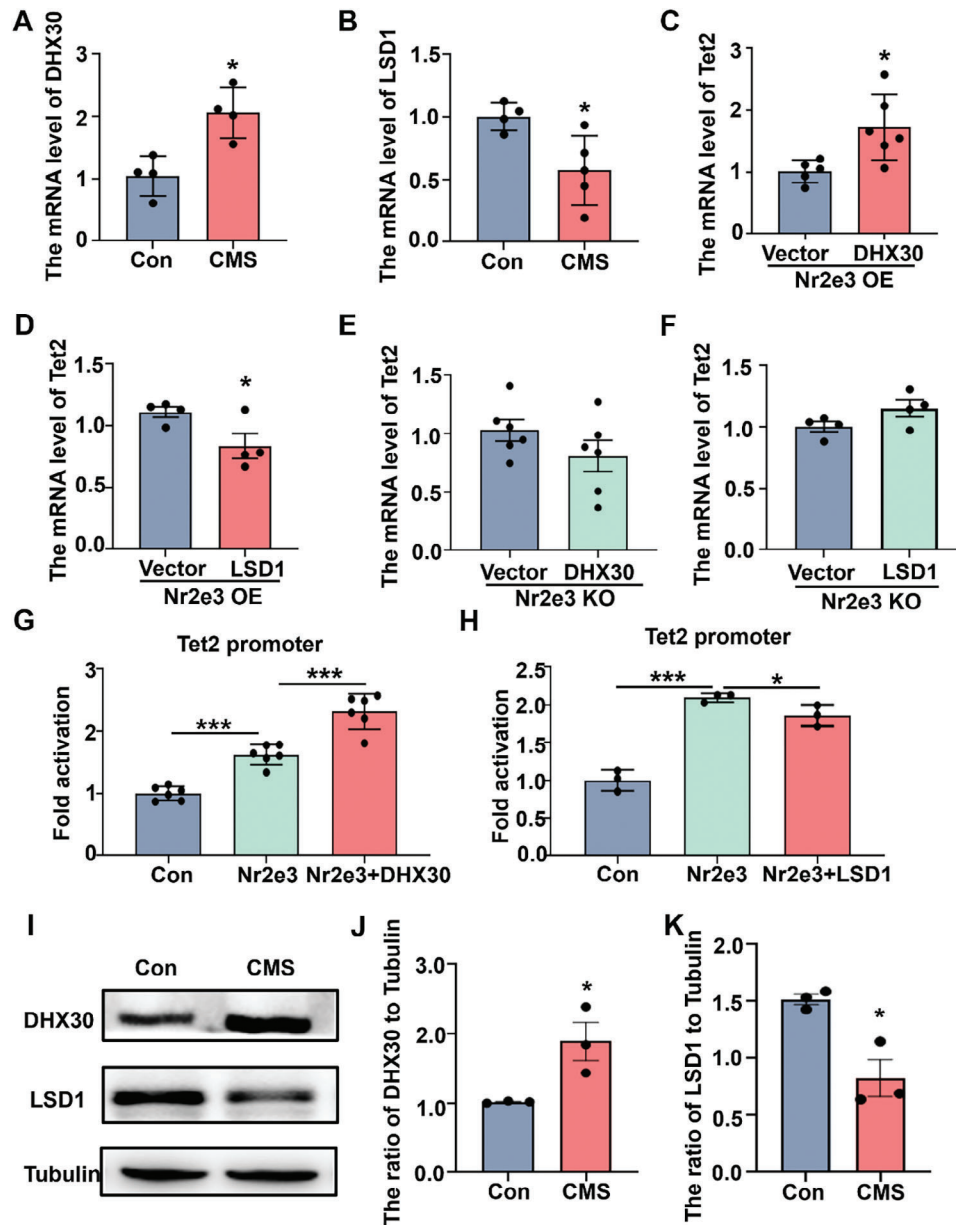 A
The mRNA level of DHX30
3
2
1
0
*
Con CMS
B
The mRNA level of LSD1
1.5
1.0
0.5
0.0
*
Con CMS
C
The mRNA level of Tet2
3
2
1
0
*
Vector DHX30
Nr2e3 OE
D
The mRNA level of Tet2
1.5
1.0
0.5
0.0
*
Vector LSD1
Nr2e3 OE
E
The mRNA level of Tet2
1.5
1.0
0.5
0.0
Vector DHX30
Nr2e3 KO
F
The mRNA level of Tet2
1.5
1.0
0.5
0.0
Vector LSD1
Nr2e3 KO
G
Tet2 promoter
Fold activation
3
2
1
0
***
***
Con Nr2e3 Nr2e3+DHX30
H
Tet2 promoter
Fold activation
2.5
2.0
1.5
1.0
0.5
0.0
***
*
Con Nr2e3 Nr2e3+LSD1
I
Con CMS
DHX30
LSD1
Tubulin
J
The ratio of DHX30 to Tubulin
3.0
2.0
1.0
0.0
*
Con CMS
K
The ratio of LSD1 to Tubulin
2.0
1.5
1.0
0.5
0.0
*
Con CMS